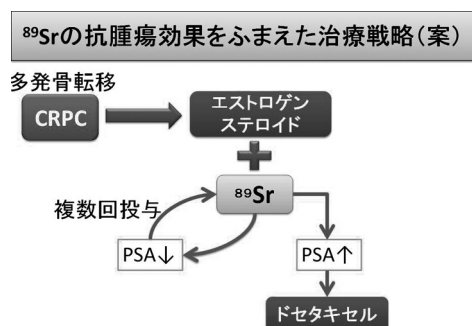 ⁸⁹Srの抗腫瘍効果をふまえた治療戦略(案)
多発骨転移
CRPC
エストロゲン
ステロイド
+
⁸⁹Sr
複数回投与
PSA↓
PSA↑
ドセタキセル